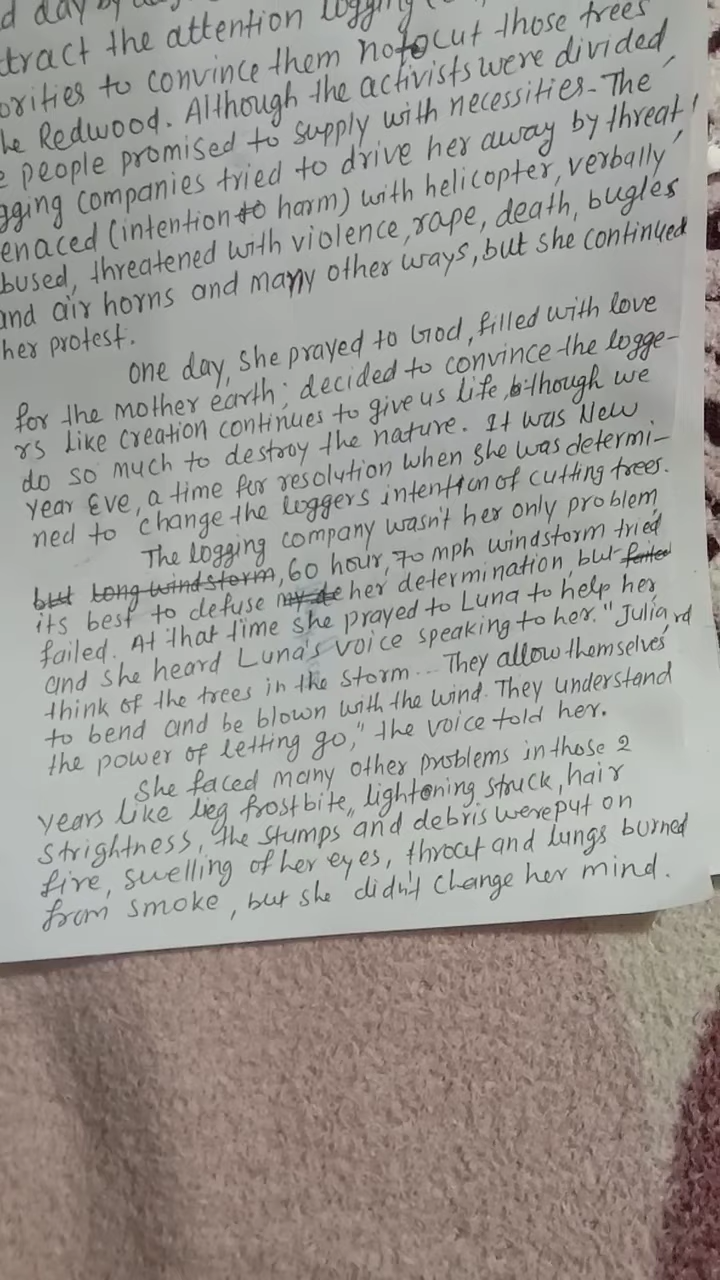 d day by
tract the attention logging
orities to convince them not to cut those trees
he Redwood. Although the activists were divided,
e people promised to supply with necessities. The
gging companies tried to drive her away by threat,
enaced (intention to harm) with helicopter, verbally
bused, threatened with violence, rape, death, bugles
and air horns and many other ways, but she continued
her protest.
One day, she prayed to God, filled with love
for the mother earth; decided to convince the logge-
rs like creation continues to give us life, though we
do so much to destroy the nature. It was New
year Eve, a time for resolution when she was determi-
ned to change the loggers intention of cutting trees.
The logging company wasn't her only problem
but long windstorm, 60 hour, 70 mph windstorm tried
its best to defuse her determination, but failed
failed. At that time she prayed to Luna to help her
and she heard Luna's voice speaking to her. "Julia,
think of the trees in the storm... They allow themselves
to bend and be blown with the wind. They understand
the power of letting go," the voice told her.
She faced many other problems in those 2
years like leg frostbite, lightening struck, hair
strightness, the stumps and debris were put on
fire, swelling of her eyes, throat and lungs burned
from smoke, but she didn't change her mind.